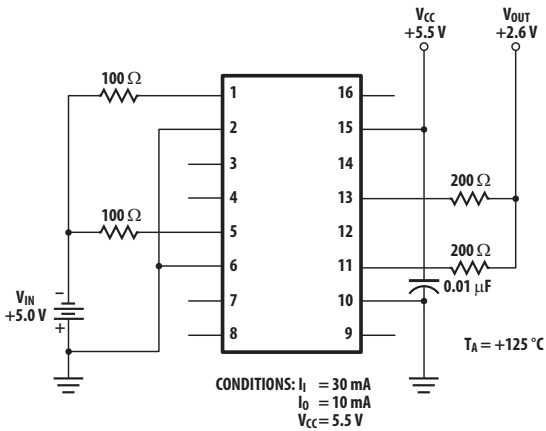 VCC
+5.5 V
VOUT
+2.6 V
100 Ω
1
2
3
4
5
6
7
8
16
15
14
13
12
11
10
9
100 Ω
200 Ω
200 Ω
0.01 μF
VIN
+5.0 V
−
+
TA = +125 °C
CONDITIONS: II = 30 mA
IO = 10 mA
VCC = 5.5 V